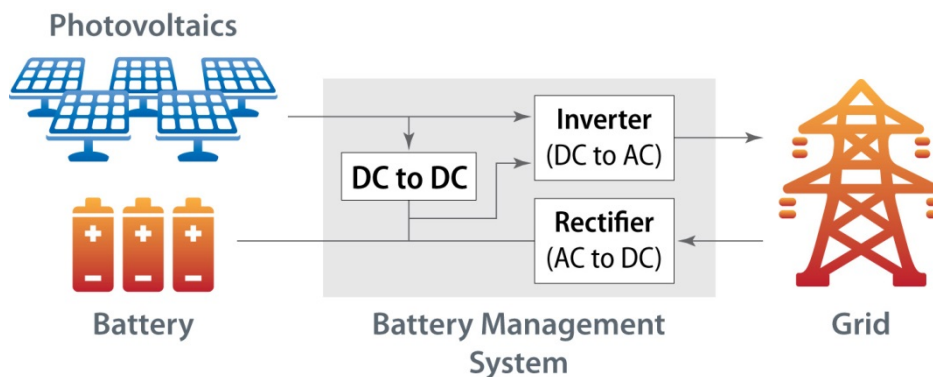 Photovoltaics
Inverter
(DC to AC)
DC to DC
Rectifier
(AC to DC)
Battery
Battery Management
System
Grid